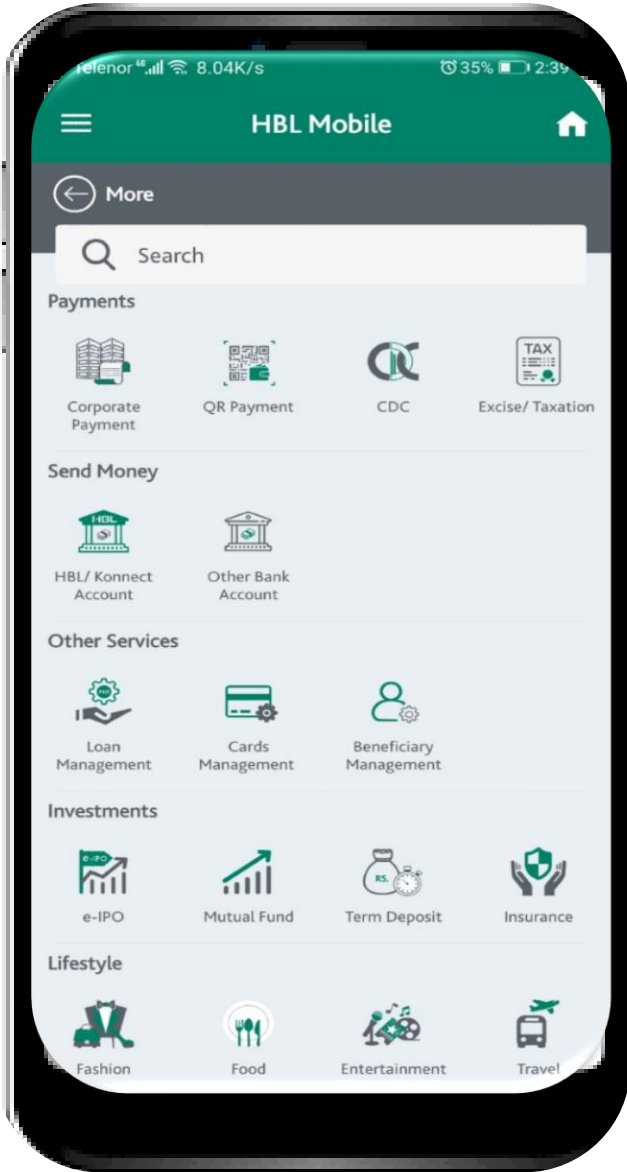 Telenor 4G 8.04K/s 35% 2:39
HBL Mobile
More
Search
Payments
Corporate
Payment
QR Payment
CDC
TAX
Excise/ Taxation
Send Money
HBL
HBL/ Konnect
Account
Other Bank
Account
Other Services
Loan
Management
Cards
Management
Beneficiary
Management
Investments
e-IPO
e-IPO
Mutual Fund
RS.
Term Deposit
Insurance
Lifestyle
Fashion
Food
Entertainment
Travel